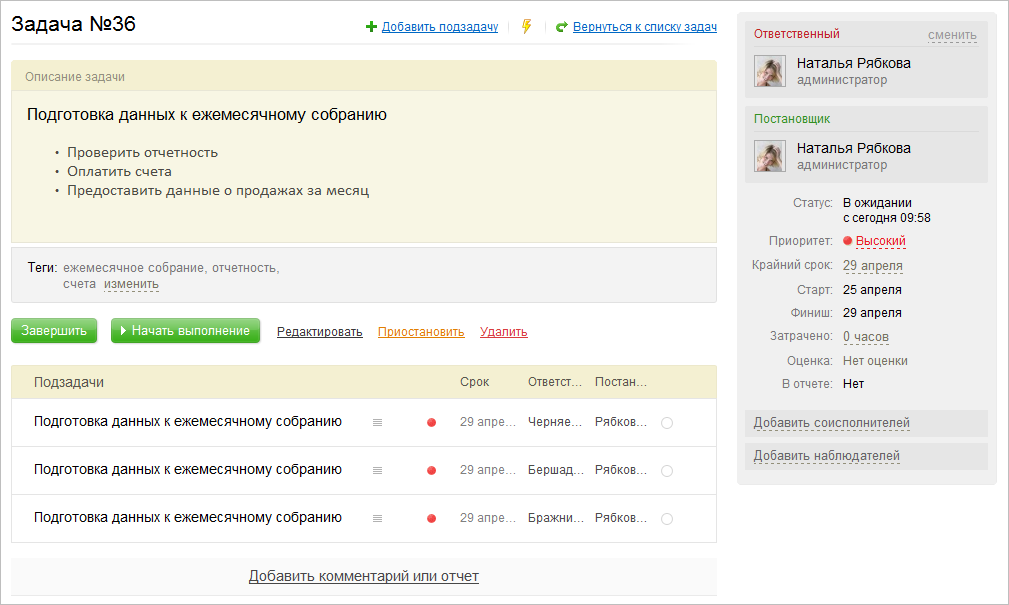 Задача №36
Добавить подзадачу
Вернуться к списку задач
Описание задачи
Подготовка данных к ежемесячному собранию
• Проверить отчетность
• Оплатить счета
• Предоставить данные о продажах за месяц
Теги: ежемесячное собрание, отчетность,
счета изменить
Завершить Начать выполнение Редактировать Приостановить Удалить
Подзадачи Срок Ответст... Постан...
Подготовка данных к ежемесячному собранию 29 апре... Черняе... Рябков...
Подготовка данных к ежемесячному собранию 29 апре... Бершад... Рябков...
Подготовка данных к ежемесячному собранию 29 апре... Бражни... Рябков...
Добавить комментарий или отчет
Ответственный сменить
Наталья Рябкова
администратор
Постановщик
Наталья Рябкова
администратор
Статус: В ожидании
с сегодня 09:58
Приоритет: Высокий
Крайний срок: 29 апреля
Старт: 25 апреля
Финиш: 29 апреля
Затрачено: 0 часов
Оценка: Нет оценки
В отчете: Нет
Добавить соисполнителей
Добавить наблюдателей